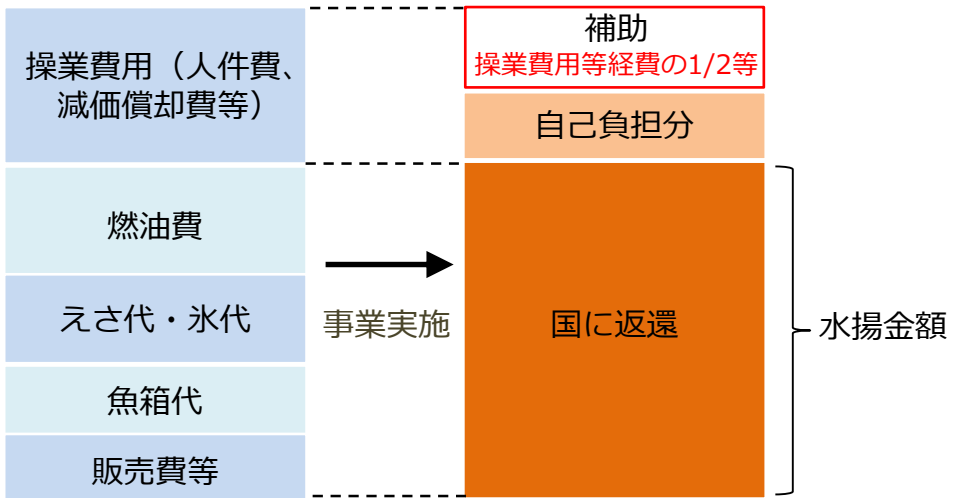 操業費用（人件費、
減価償却費等）
燃油費
えさ代・氷代
魚箱代
販売費等
事業実施
補助
操業費用等経費の1/2等
自己負担分
国に返還
水揚金額